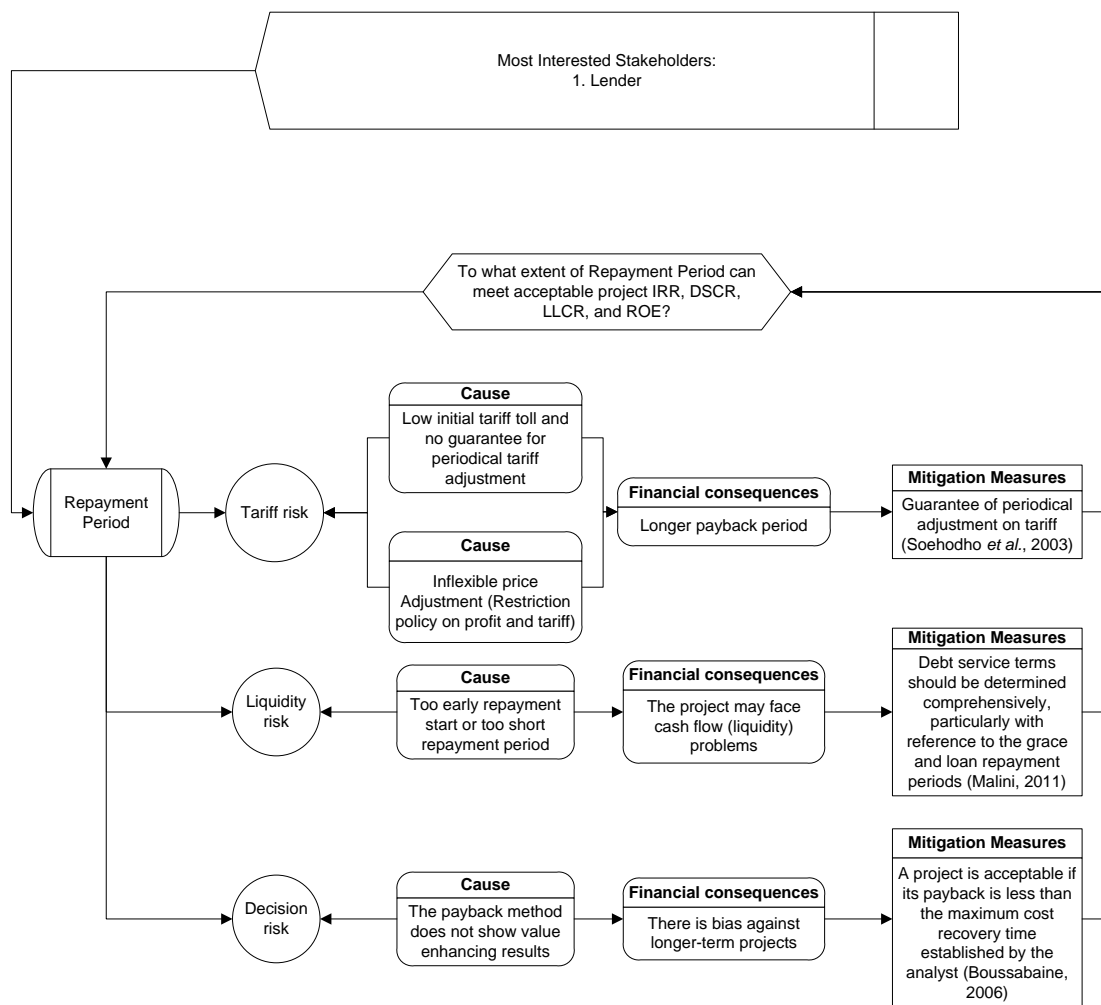 Most Interested Stakeholders:
1. Lender
To what extent of Repayment Period can
meet acceptable project IRR, DSCR,
LLCR, and ROE?
Repayment
Period
Tariff risk
Cause
Low initial tariff toll and
no guarantee for
periodical tariff
adjustment
Cause
Inflexible price
Adjustment (Restriction
policy on profit and tariff)
Financial consequences
Longer payback period
Mitigation Measures
Guarantee of periodical
adjustment on tariff
(Soehodho et al., 2003)
Liquidity
risk
Cause
Too early repayment
start or too short
repayment period
Financial consequences
The project may face
cash flow (liquidity)
problems
Mitigation Measures
Debt service terms
should be determined
comprehensively,
particularly with
reference to the grace
and loan repayment
periods (Malini, 2011)
Decision
risk
Cause
The payback method
does not show value
enhancing results
Financial consequences
There is bias against
longer-term projects
Mitigation Measures
A project is acceptable if
its payback is less than
the maximum cost
recovery time
established by the
analyst (Boussabaine,
2006)